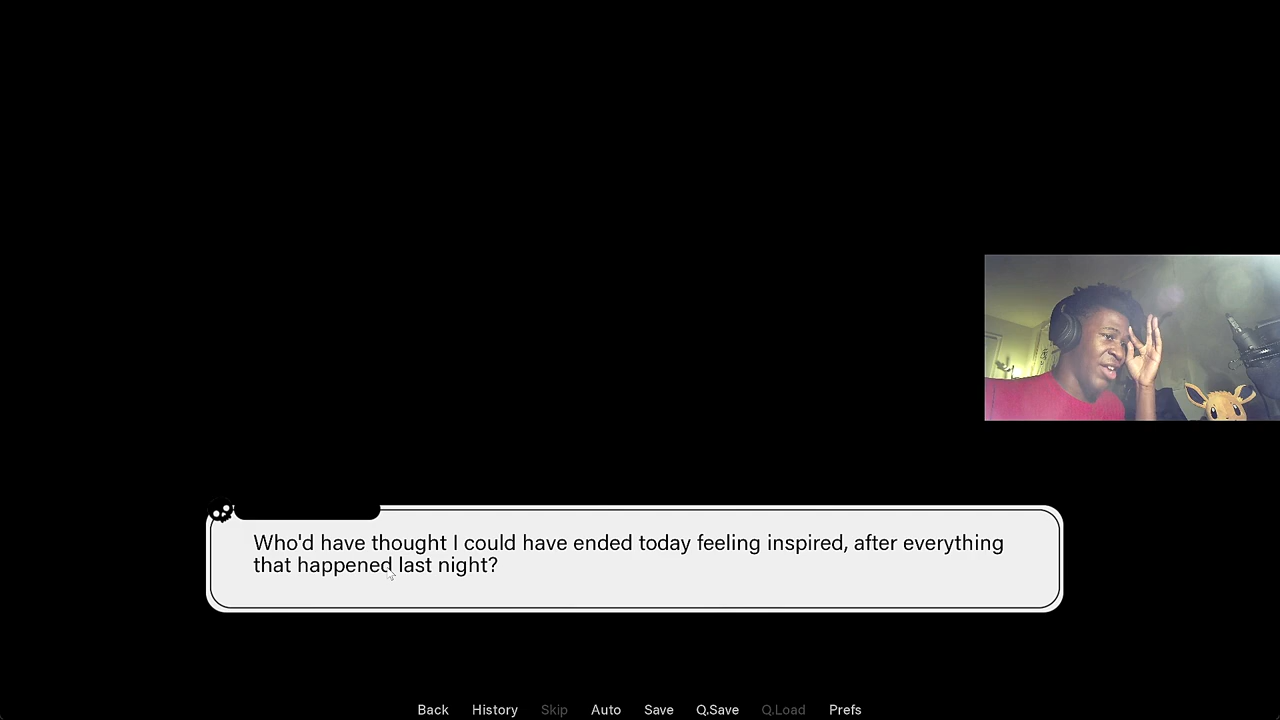 Who'd have thought I could have ended today feeling inspired, after everything
that happened last night?
Back History Skip Auto Save Q.Save Q.Load Prefs